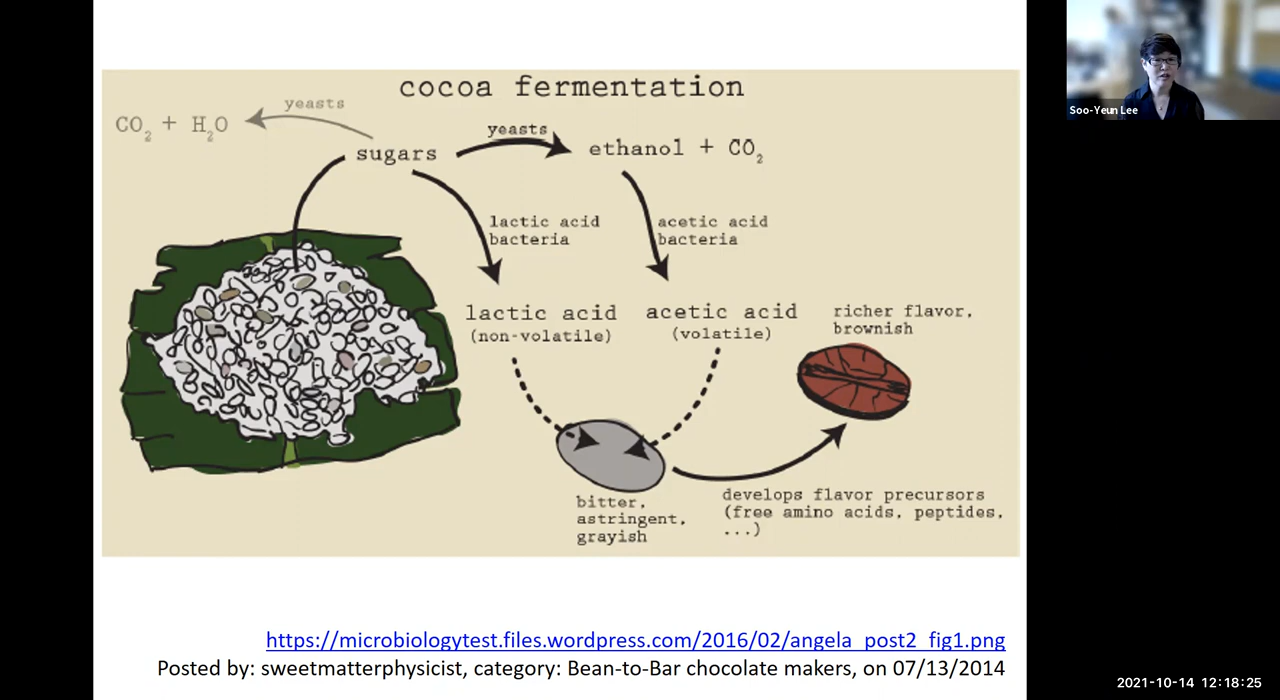 cocoa fermentation
yeasts
CO2 + H2O
yeasts
sugars
ethanol + CO2
lactic acid
bacteria
acetic acid
bacteria
lactic acid
(non-volatile)
acetic acid
(volatile)
richer flavor,
brownish
bitter,
astringent,
grayish
develops flavor precursors
(free amino acids, peptides,
...)
https://microbiologytest.files.wordpress.com/2016/02/angela_post2_fig1.png
Posted by: sweetmatterphysicist, category: Bean-to-Bar chocolate makers, on 07/13/2014
Soo-Yeun Lee
2021-10-14 12:18:25